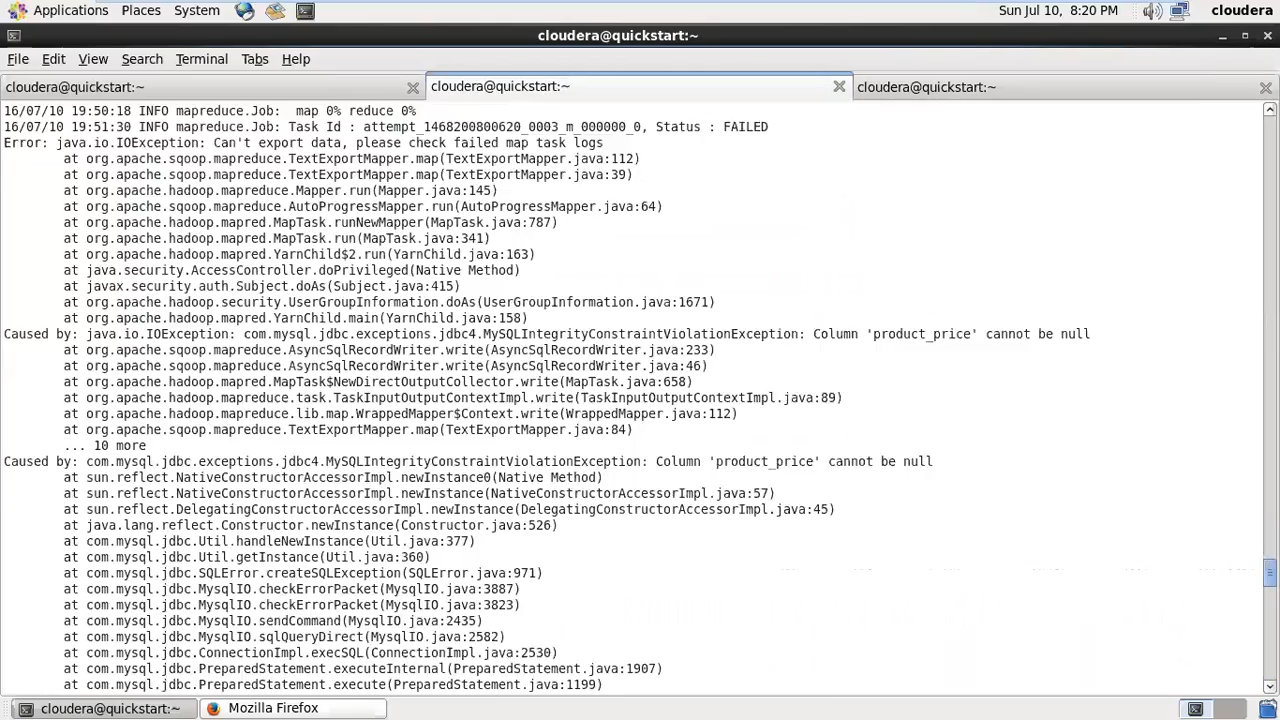 Applications Places System Sun Jul 10, 8:20 PM cloudera
cloudera@quickstart:~
File Edit View Search Terminal Tabs Help
cloudera@quickstart:~ cloudera@quickstart:~ cloudera@quickstart:~
16/07/10 19:50:18 INFO mapreduce.Job:  map 0% reduce 0%
16/07/10 19:51:30 INFO mapreduce.Job: Task Id : attempt_1468200800620_0003_m_000000_0, Status : FAILED
Error: java.io.IOException: Can't export data, please check failed map task logs
at org.apache.sqoop.mapreduce.TextExportMapper.map(TextExportMapper.java:112)
at org.apache.sqoop.mapreduce.TextExportMapper.map(TextExportMapper.java:39)
at org.apache.hadoop.mapreduce.Mapper.run(Mapper.java:145)
at org.apache.sqoop.mapreduce.AutoProgressMapper.run(AutoProgressMapper.java:64)
at org.apache.hadoop.mapred.MapTask.runNewMapper(MapTask.java:787)
at org.apache.hadoop.mapred.MapTask.run(MapTask.java:341)
at org.apache.hadoop.mapred.YarnChild$2.run(YarnChild.java:163)
at java.security.AccessController.doPrivileged(Native Method)
at javax.security.auth.Subject.doAs(Subject.java:415)
at org.apache.hadoop.security.UserGroupInformation.doAs(UserGroupInformation.java:1671)
at org.apache.hadoop.mapred.YarnChild.main(YarnChild.java:158)
Caused by: java.io.IOException: com.mysql.jdbc.exceptions.jdbc4.MySQLIntegrityConstraintViolationException: Column 'product_price' cannot be null
at org.apache.sqoop.mapreduce.AsyncSqlRecordWriter.write(AsyncSqlRecordWriter.java:233)
at org.apache.sqoop.mapreduce.AsyncSqlRecordWriter.write(AsyncSqlRecordWriter.java:46)
at org.apache.hadoop.mapred.MapTask$NewDirectOutputCollector.write(MapTask.java:658)
at org.apache.hadoop.mapreduce.task.TaskInputOutputContextImpl.write(TaskInputOutputContextImpl.java:89)
at org.apache.hadoop.mapreduce.lib.map.WrappedMapper$Context.write(WrappedMapper.java:112)
at org.apache.sqoop.mapreduce.TextExportMapper.map(TextExportMapper.java:84)
... 10 more
Caused by: com.mysql.jdbc.exceptions.jdbc4.MySQLIntegrityConstraintViolationException: Column 'product_price' cannot be null
at sun.reflect.NativeConstructorAccessorImpl.newInstance0(Native Method)
at sun.reflect.NativeConstructorAccessorImpl.newInstance(NativeConstructorAccessorImpl.java:57)
at sun.reflect.DelegatingConstructorAccessorImpl.newInstance(DelegatingConstructorAccessorImpl.java:45)
at java.lang.reflect.Constructor.newInstance(Constructor.java:526)
at com.mysql.jdbc.Util.handleNewInstance(Util.java:377)
at com.mysql.jdbc.Util.getInstance(Util.java:360)
at com.mysql.jdbc.SQLError.createSQLException(SQLError.java:971)
at com.mysql.jdbc.MysqlIO.checkErrorPacket(MysqlIO.java:3887)
at com.mysql.jdbc.MysqlIO.checkErrorPacket(MysqlIO.java:3823)
at com.mysql.jdbc.MysqlIO.sendCommand(MysqlIO.java:2435)
at com.mysql.jdbc.MysqlIO.sqlQueryDirect(MysqlIO.java:2582)
at com.mysql.jdbc.ConnectionImpl.execSQL(ConnectionImpl.java:2530)
at com.mysql.jdbc.PreparedStatement.executeInternal(PreparedStatement.java:1907)
at com.mysql.jdbc.PreparedStatement.execute(PreparedStatement.java:1199)
cloudera@quickstart:~ Mozilla Firefox